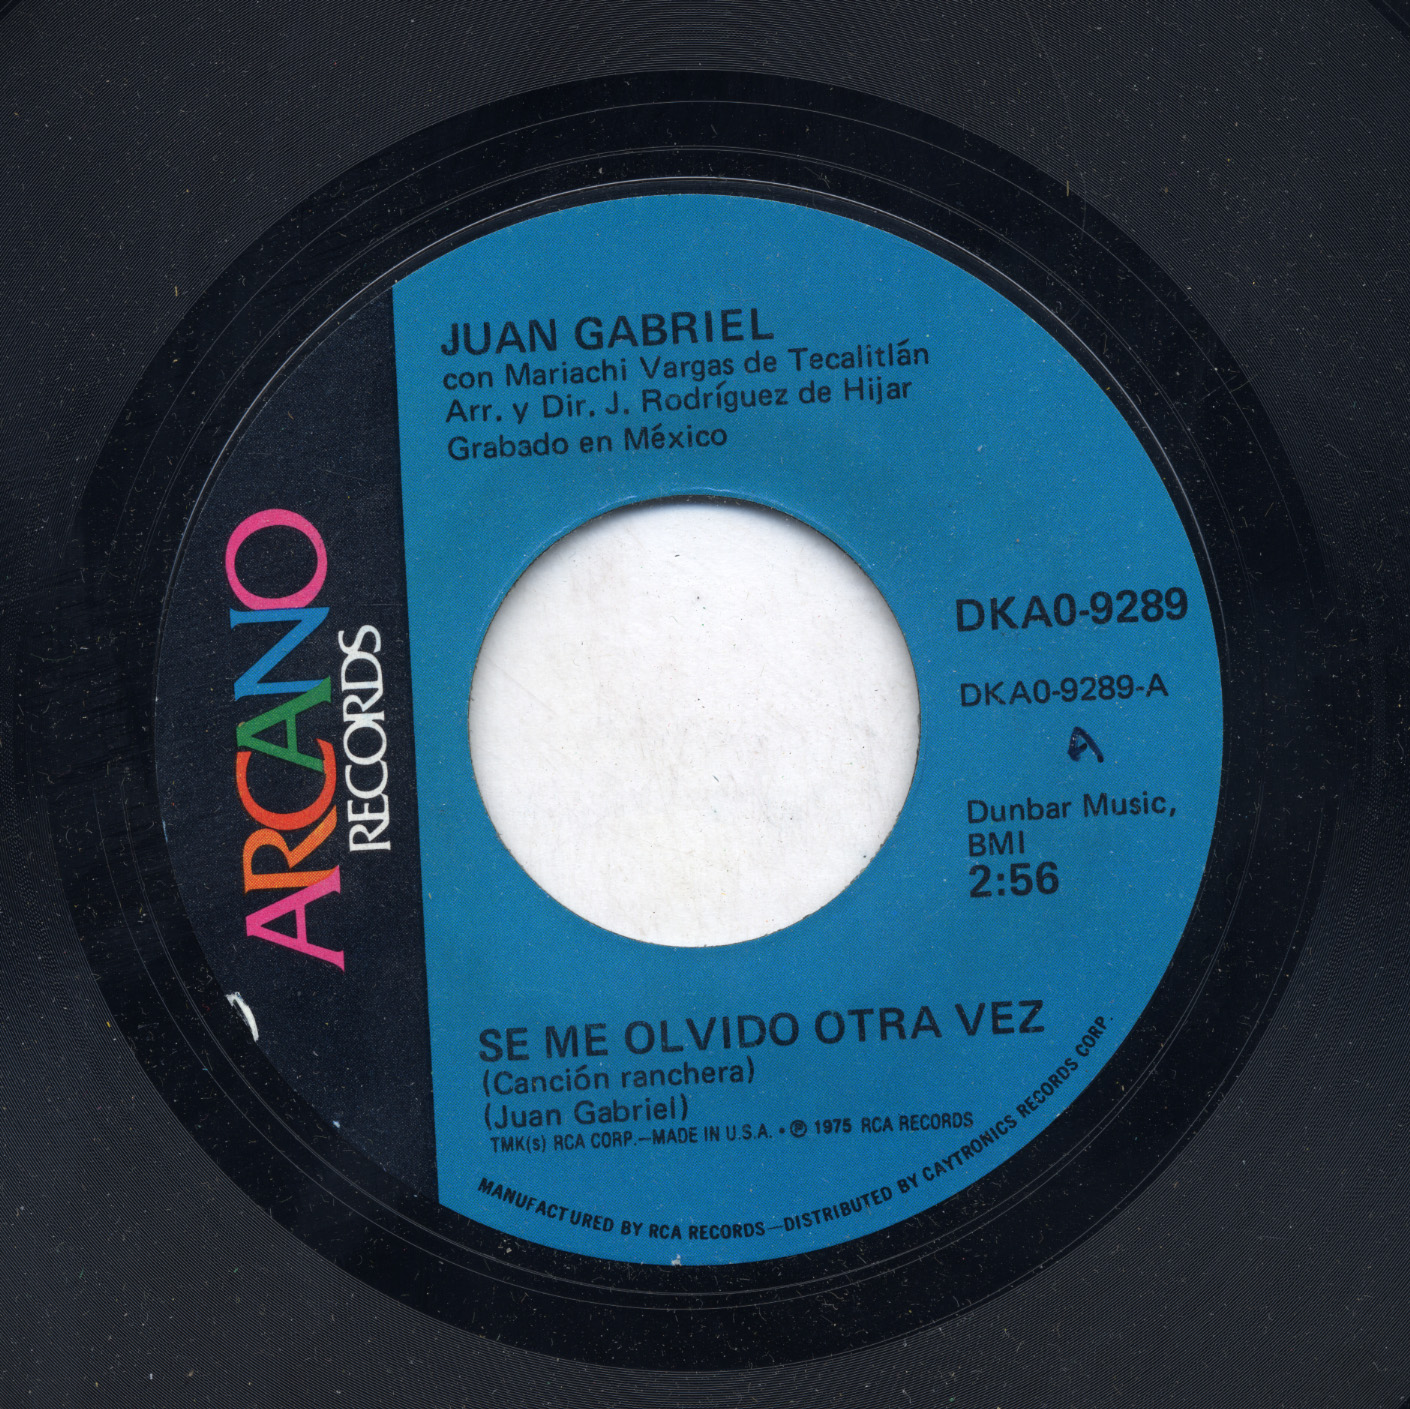 ARCANO
RECORDS
JUAN GABRIEL
con Mariachi Vargas de Tecalitlán
Arr. y Dir. J. Rodríguez de Hijar
Grabado en México
DKA0-9289
DKA0-9289-A
A
Dunbar Music,
BMI
2:56
SE ME OLVIDO OTRA VEZ
(Canción ranchera)
(Juan Gabriel)
TMK(s) RCA CORP.—MADE IN U.S.A. • ℗ 1975 RCA RECORDS
MANUFACTURED BY RCA RECORDS—DISTRIBUTED BY CAYTRONICS RECORDS CORP.